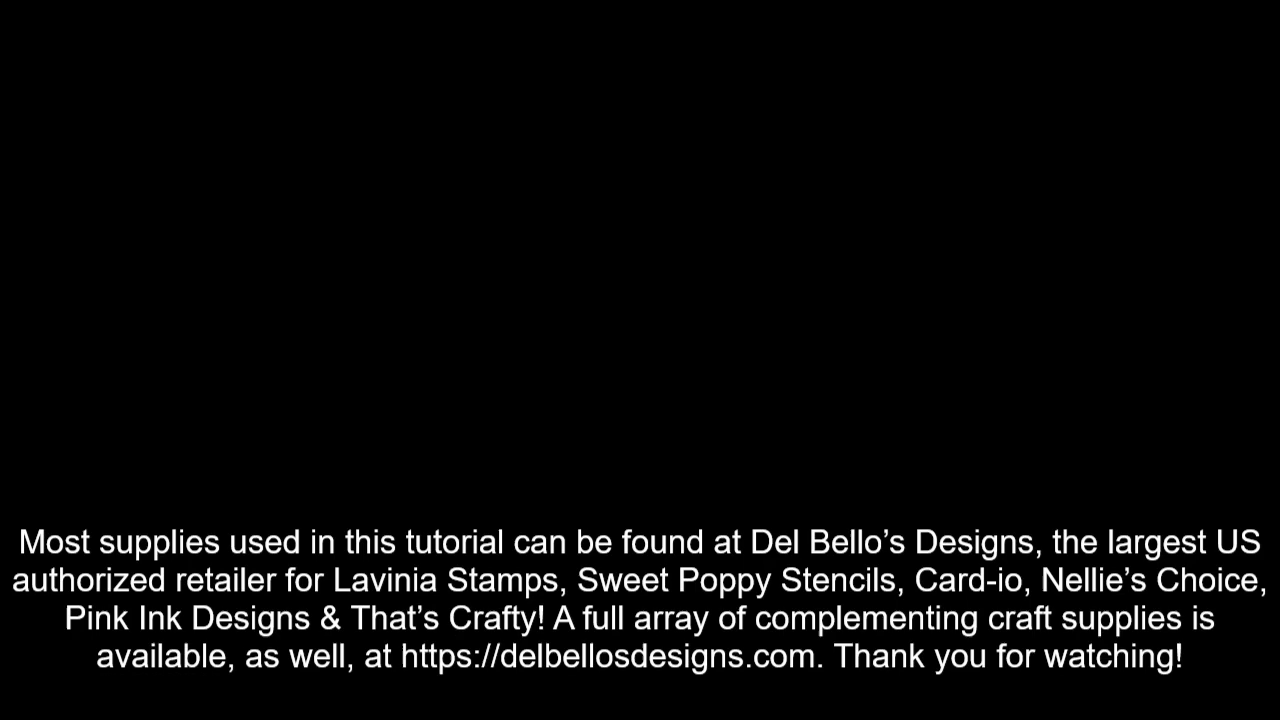 Most supplies used in this tutorial can be found at Del Bello’s Designs, the largest US
authorized retailer for Lavinia Stamps, Sweet Poppy Stencils, Card-io, Nellie’s Choice,
Pink Ink Designs & That’s Crafty! A full array of complementing craft supplies is
available, as well, at https://delbellosdesigns.com. Thank you for watching!